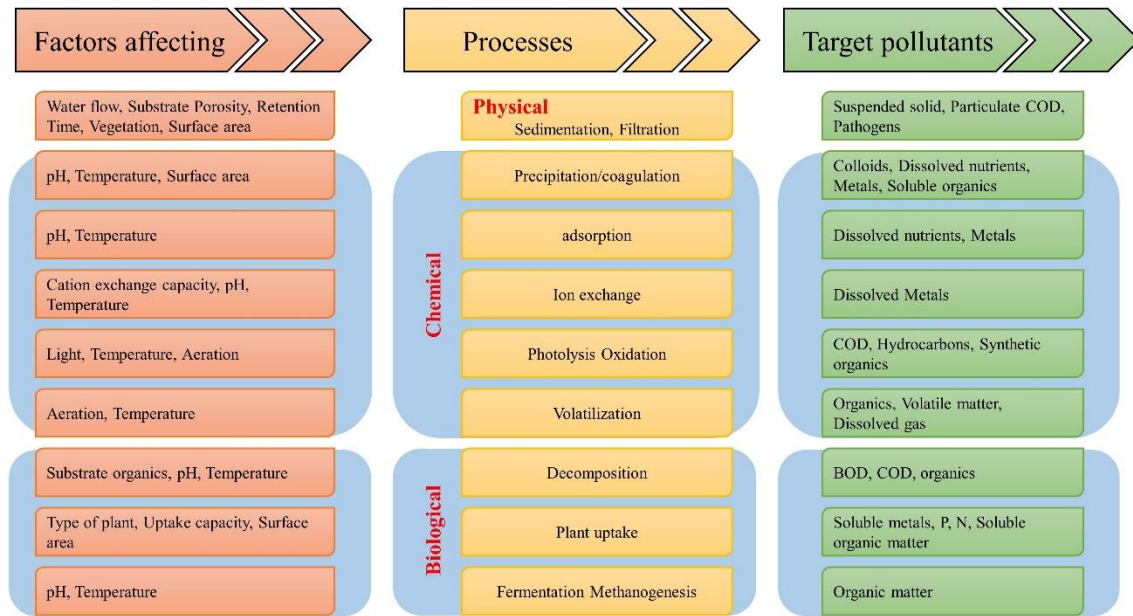 Factors affecting
Processes
Target pollutants
Water flow, Substrate Porosity, Retention
Time, Vegetation, Surface area
Physical
Sedimentation, Filtration
Suspended solid, Particulate COD,
Pathogens
Chemical
pH, Temperature, Surface area
Precipitation/coagulation
Colloids, Dissolved nutrients,
Metals, Soluble organics
pH, Temperature
adsorption
Dissolved nutrients, Metals
Cation exchange capacity, pH,
Temperature
Ion exchange
Dissolved Metals
Light, Temperature, Aeration
Photolysis Oxidation
COD, Hydrocarbons, Synthetic
organics
Aeration, Temperature
Volatilization
Organics, Volatile matter,
Dissolved gas
Biological
Substrate organics, pH, Temperature
Decomposition
BOD, COD, organics
Type of plant, Uptake capacity, Surface
area
Plant uptake
Soluble metals, P, N, Soluble
organic matter
pH, Temperature
Fermentation Methanogenesis
Organic matter